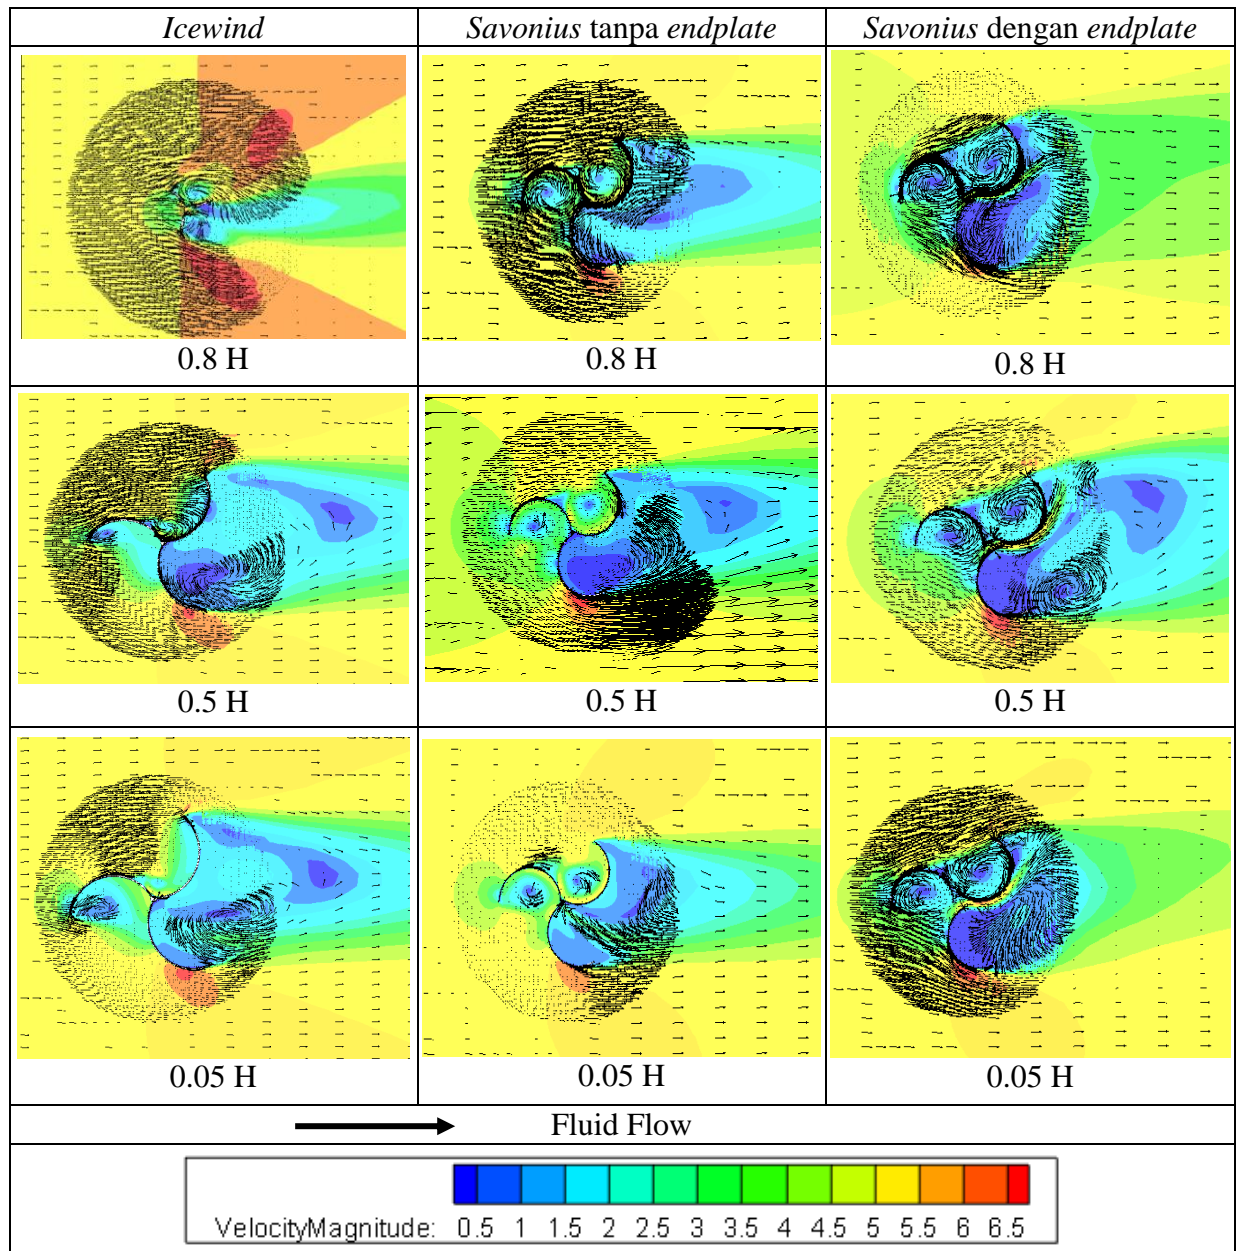 Icewind
Savonius tanpa endplate
Savonius dengan endplate
0.8 H
0.8 H
0.8 H
0.5 H
0.5 H
0.5 H
0.05 H
0.05 H
0.05 H
Fluid Flow
VelocityMagnitude: 0.5 1 1.5 2 2.5 3 3.5 4 4.5 5 5.5 6 6.5